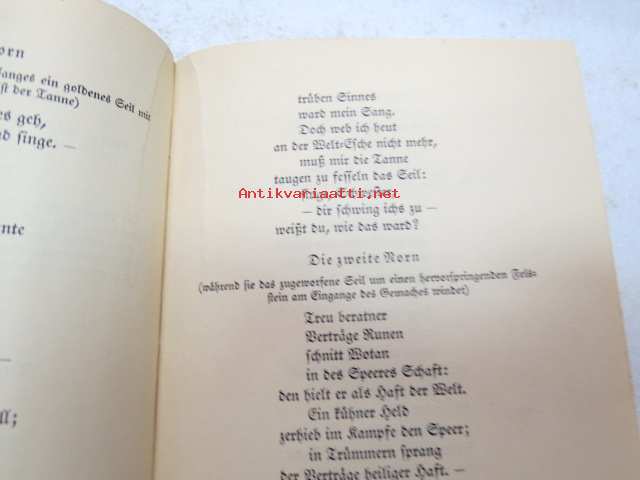 orn
anges ein goldenes Seil mit
ist der Tanne)
es geh,
nd singe. —
nte
ll;
trüben Sinnes
ward mein Sang.
Doch web ich heut
an der Welt-Esche nicht mehr,
muß mir die Tanne
taugen zu fesseln das Seil:
Antikvariaatti.net
— dir schwing ichs zu —
weißt du, wie das ward?
Die zweite Norn
(während sie das zugeworfene Seil um einen hervorspringenden Fels-
stein am Eingange des Gemaches windet)
Treu beratner
Verträge Runen
schnitt Wotan
in des Speeres Schaft:
den hielt er als Haft der Welt.
Ein kühner Held
zerhieb im Kampfe den Speer;
in Trümmern sprang
der Verträge heiliger Haft. —